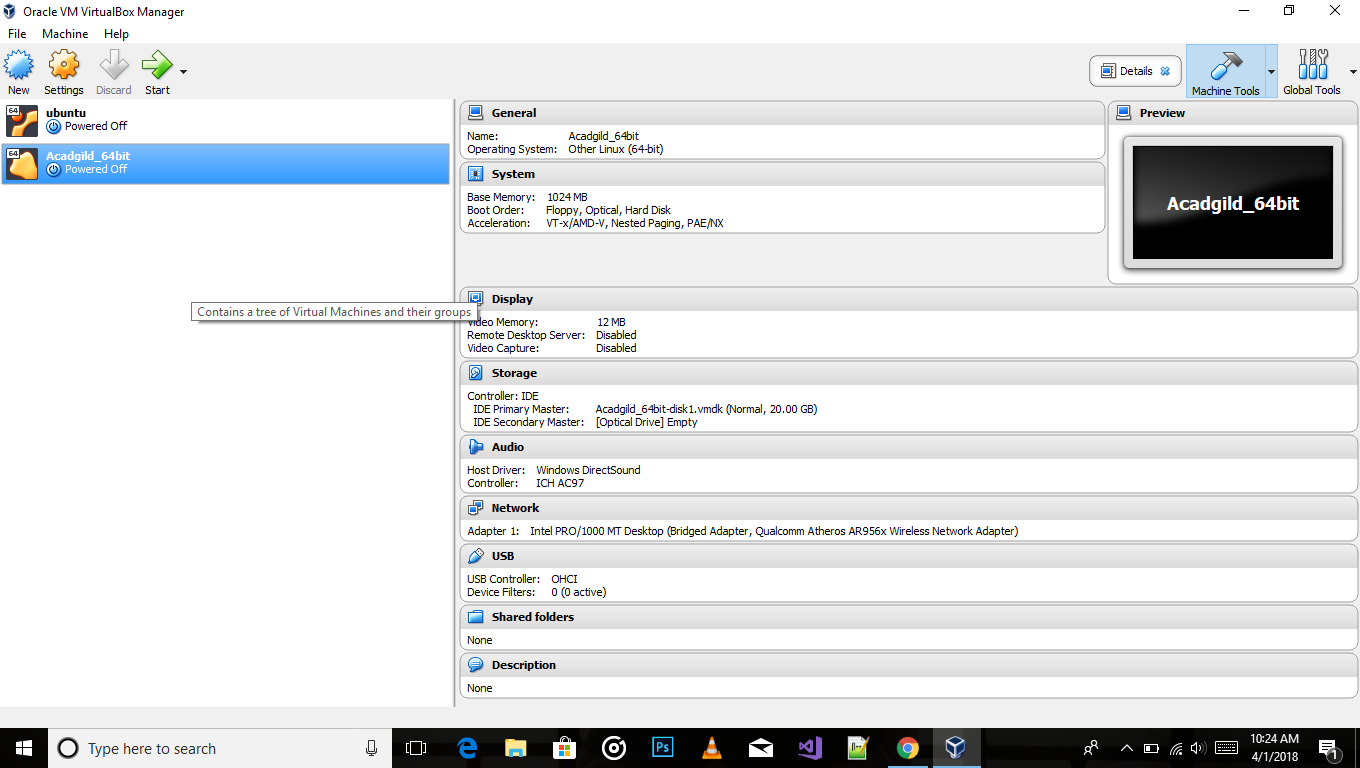 Oracle VM VirtualBox Manager
File Machine Help
New Settings Discard Start
Details
Machine Tools
Global Tools
64
ubuntu
Powered Off
64
Acadgild_64bit
Powered Off
Contains a tree of Virtual Machines and their groups
General
Name: Acadgild_64bit
Operating System: Other Linux (64-bit)
System
Base Memory: 1024 MB
Boot Order: Floppy, Optical, Hard Disk
Acceleration: VT-x/AMD-V, Nested Paging, PAE/NX
Preview
Acadgild_64bit
Display
Video Memory: 12 MB
Remote Desktop Server: Disabled
Video Capture: Disabled
Storage
Controller: IDE
IDE Primary Master: Acadgild_64bit-disk1.vmdk (Normal, 20.00 GB)
IDE Secondary Master: [Optical Drive] Empty
Audio
Host Driver: Windows DirectSound
Controller: ICH AC97
Network
Adapter 1: Intel PRO/1000 MT Desktop (Bridged Adapter, Qualcomm Atheros AR956x Wireless Network Adapter)
USB
USB Controller: OHCI
Device Filters: 0 (0 active)
Shared folders
None
Description
None
Type here to search
Ps
10:24 AM
4/1/2018
1